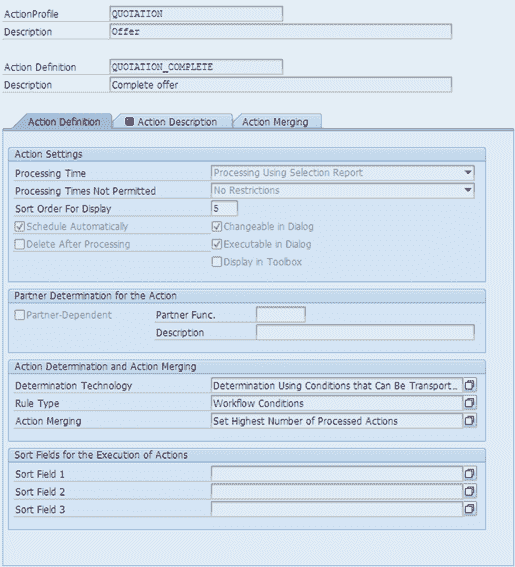 ActionProfile QUOTATION
Description Offer
Action Definition QUOTATION_COMPLETE
Description Complete offer
Action Definition Action Description Action Merging
Action Settings
Processing Time Processing Using Selection Report
Processing Times Not Permitted No Restrictions
Sort Order For Display 5
Schedule Automatically Changeable in Dialog
Delete After Processing Executable in Dialog
Display in Toolbox
Partner Determination for the Action
Partner-Dependent Partner Func.
Description
Action Determination and Action Merging
Determination Technology Determination Using Conditions that Can Be Transport...
Rule Type Workflow Conditions
Action Merging Set Highest Number of Processed Actions
Sort Fields for the Execution of Actions
Sort Field 1
Sort Field 2
Sort Field 3